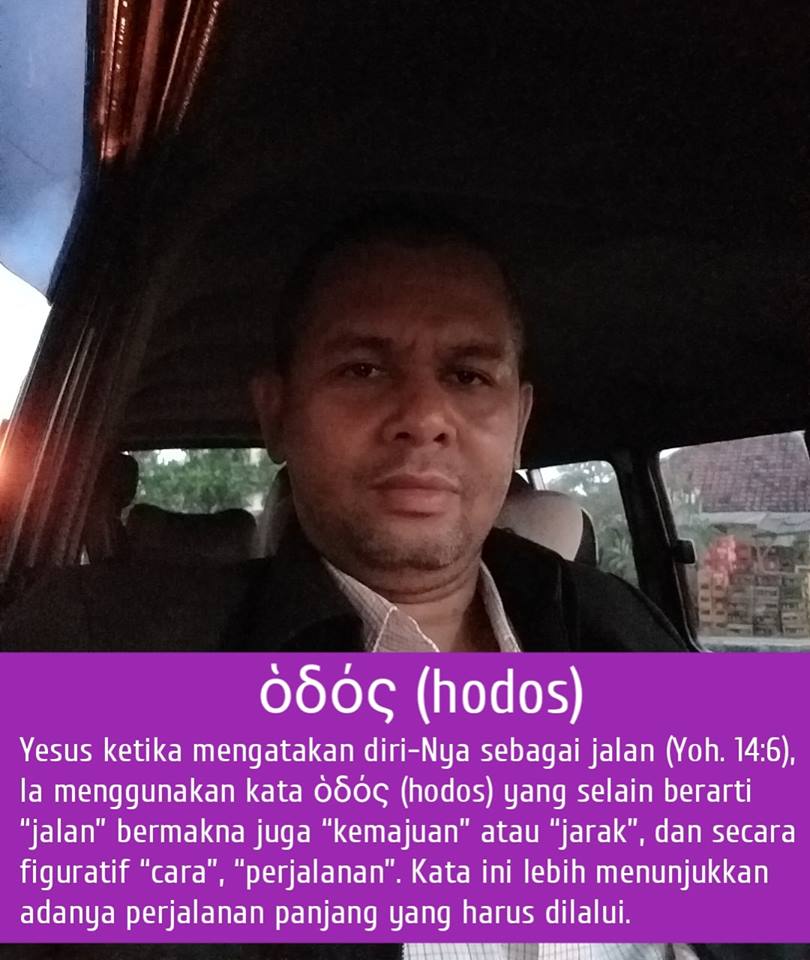 ὀδός (hodos)
Yesus ketika mengatakan diri-Nya sebagai jalan (Yoh. 14:6),
Ia menggunakan kata ὀδός (hodos) yang selain berarti
“jalan” bermakna juga “kemajuan” atau “jarak”, dan secara
figuratif “cara”, “perjalanan”. Kata ini lebih menunjukkan
adanya perjalanan panjang yang harus dilalui.